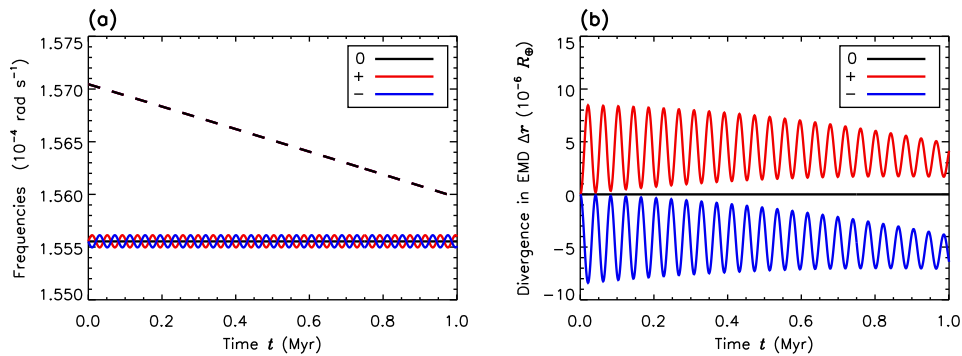 (a)
Frequencies (10⁻⁴ rad s⁻¹)
1.575
1.570
1.565
1.560
1.555
1.550
0
+
−
0.0 0.2 0.4 0.6 0.8 1.0
Time t (Myr)
(b)
Divergence in EMD Δr (10⁻⁶ R⊕)
15
10
5
0
−5
−10
0
+
−
0.0 0.2 0.4 0.6 0.8 1.0
Time t (Myr)